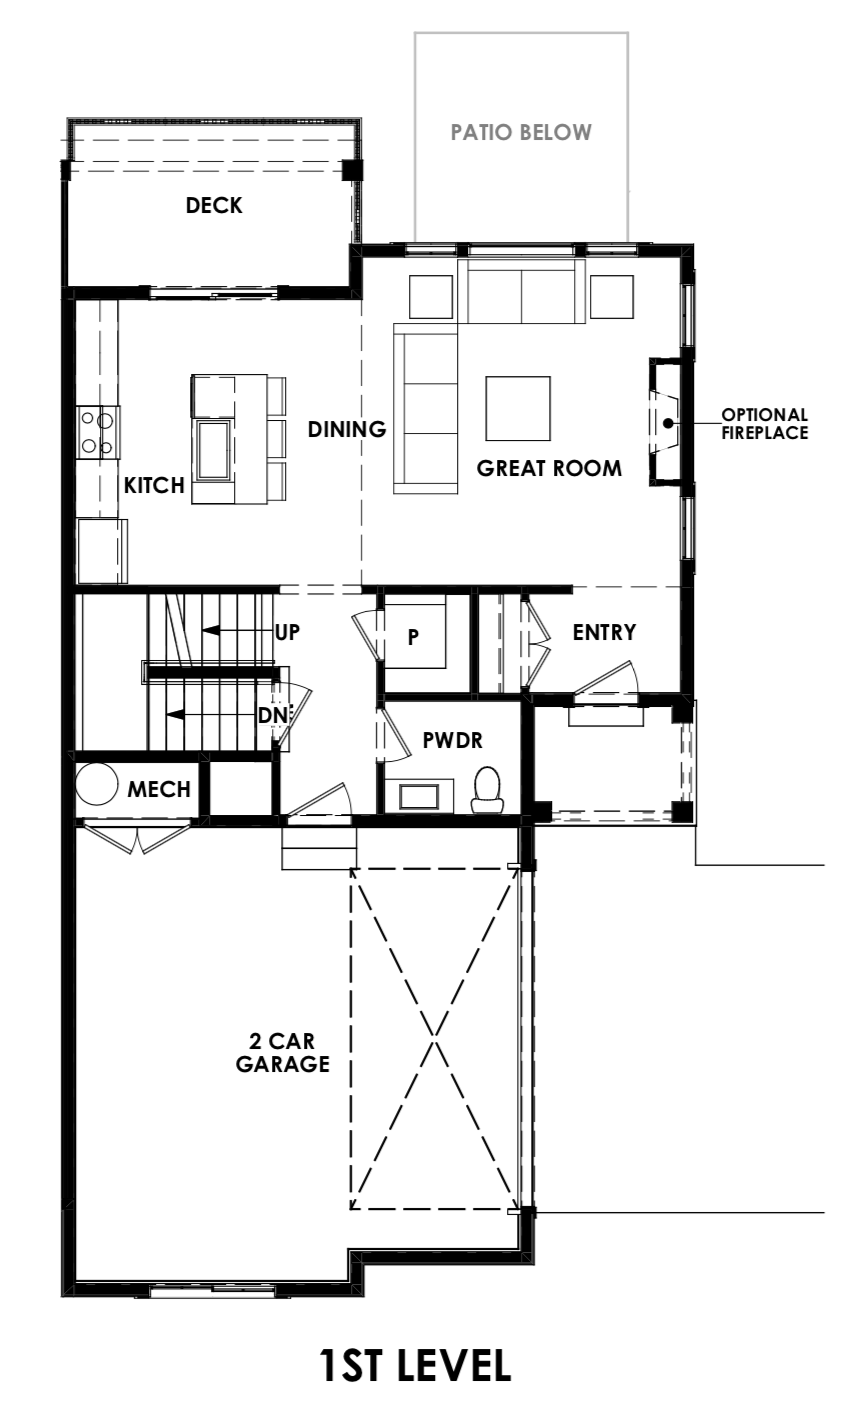 PATIO BELOW
DECK
OPTIONAL
FIREPLACE
DINING
GREAT ROOM
KITCH
UP
P
ENTRY
DN
PWDR
MECH
2 CAR
GARAGE
1ST LEVEL